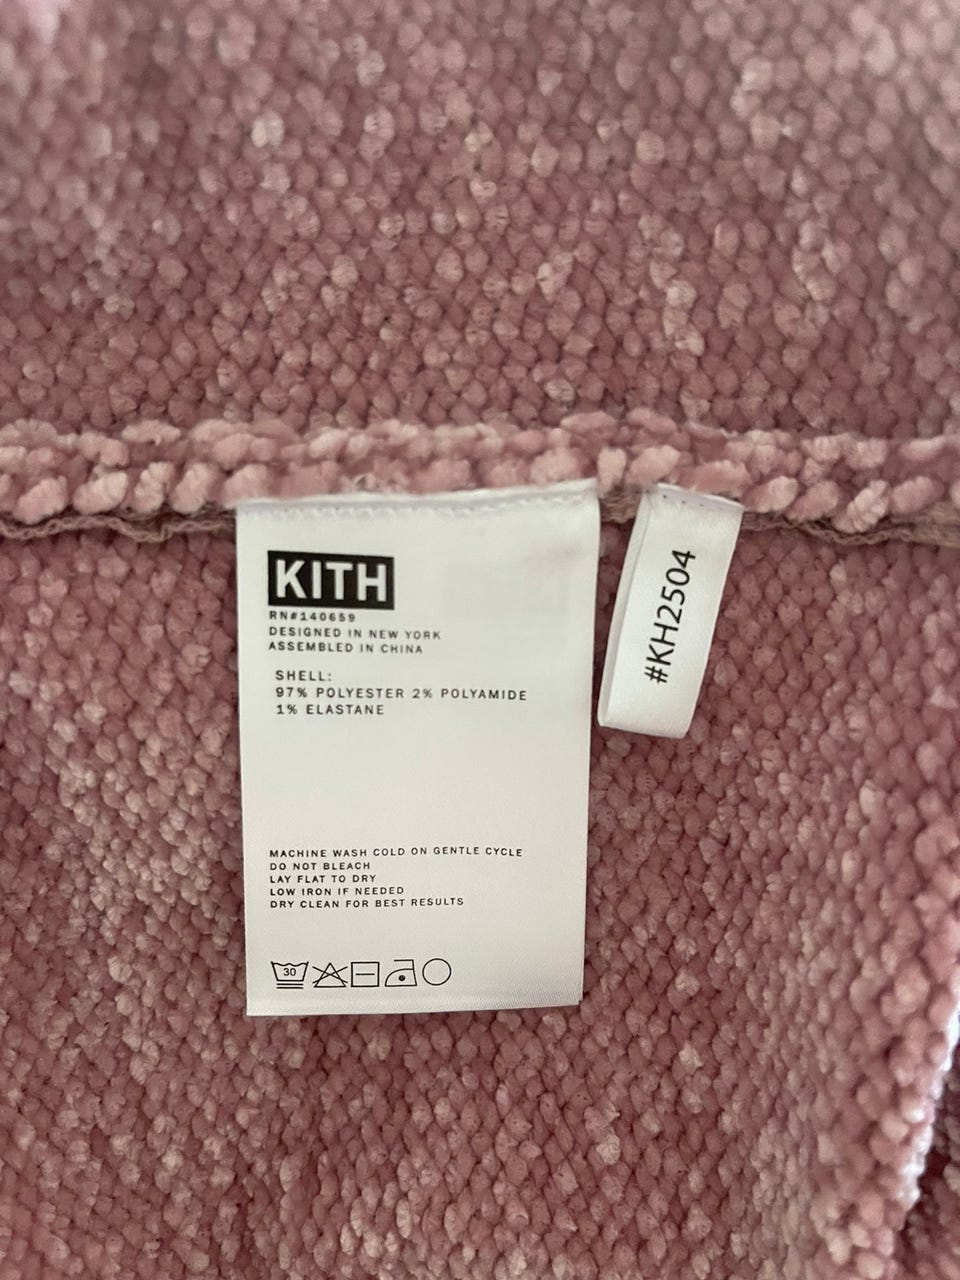 KITH
RN#140659
DESIGNED IN NEW YORK
ASSEMBLED IN CHINA
SHELL:
97% POLYESTER 2% POLYAMIDE
1% ELASTANE
MACHINE WASH COLD ON GENTLE CYCLE
DO NOT BLEACH
LAY FLAT TO DRY
LOW IRON IF NEEDED
DRY CLEAN FOR BEST RESULTS
30
#KH2504